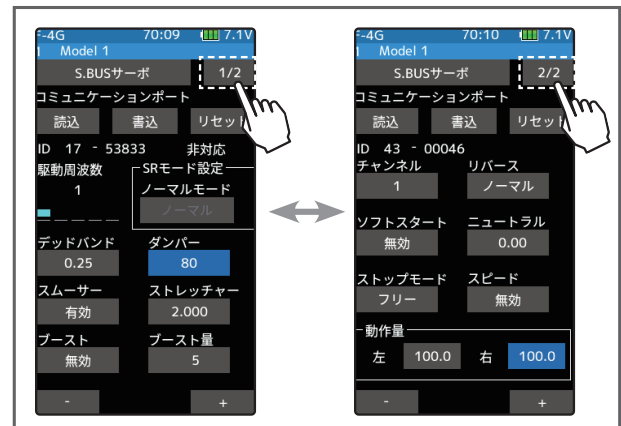 -4G 70:09 7.1V
Model 1
S.BUSサーボ 1/2
コミュニケーションポート
読込 書込 リセット
ID 17 - 53833 非対応
駆動周波数 SRモード設定
1 ノーマルモード
ノーマル
デッドバンド ダンパー
0.25 80
スムーサー ストレッチャー
有効 2.000
ブースト ブースト量
無効 5
- +
-4G 70:10 7.1V
Model 1
S.BUSサーボ 2/2
コミュニケーションポート
読込 書込 リセット
ID 43 - 00046
チャンネル リバース
1 ノーマル
ソフトスタート ニュートラル
無効 0.00
ストップモード スピード
フリー 無効
動作量
左 100.0 右 100.0
- +